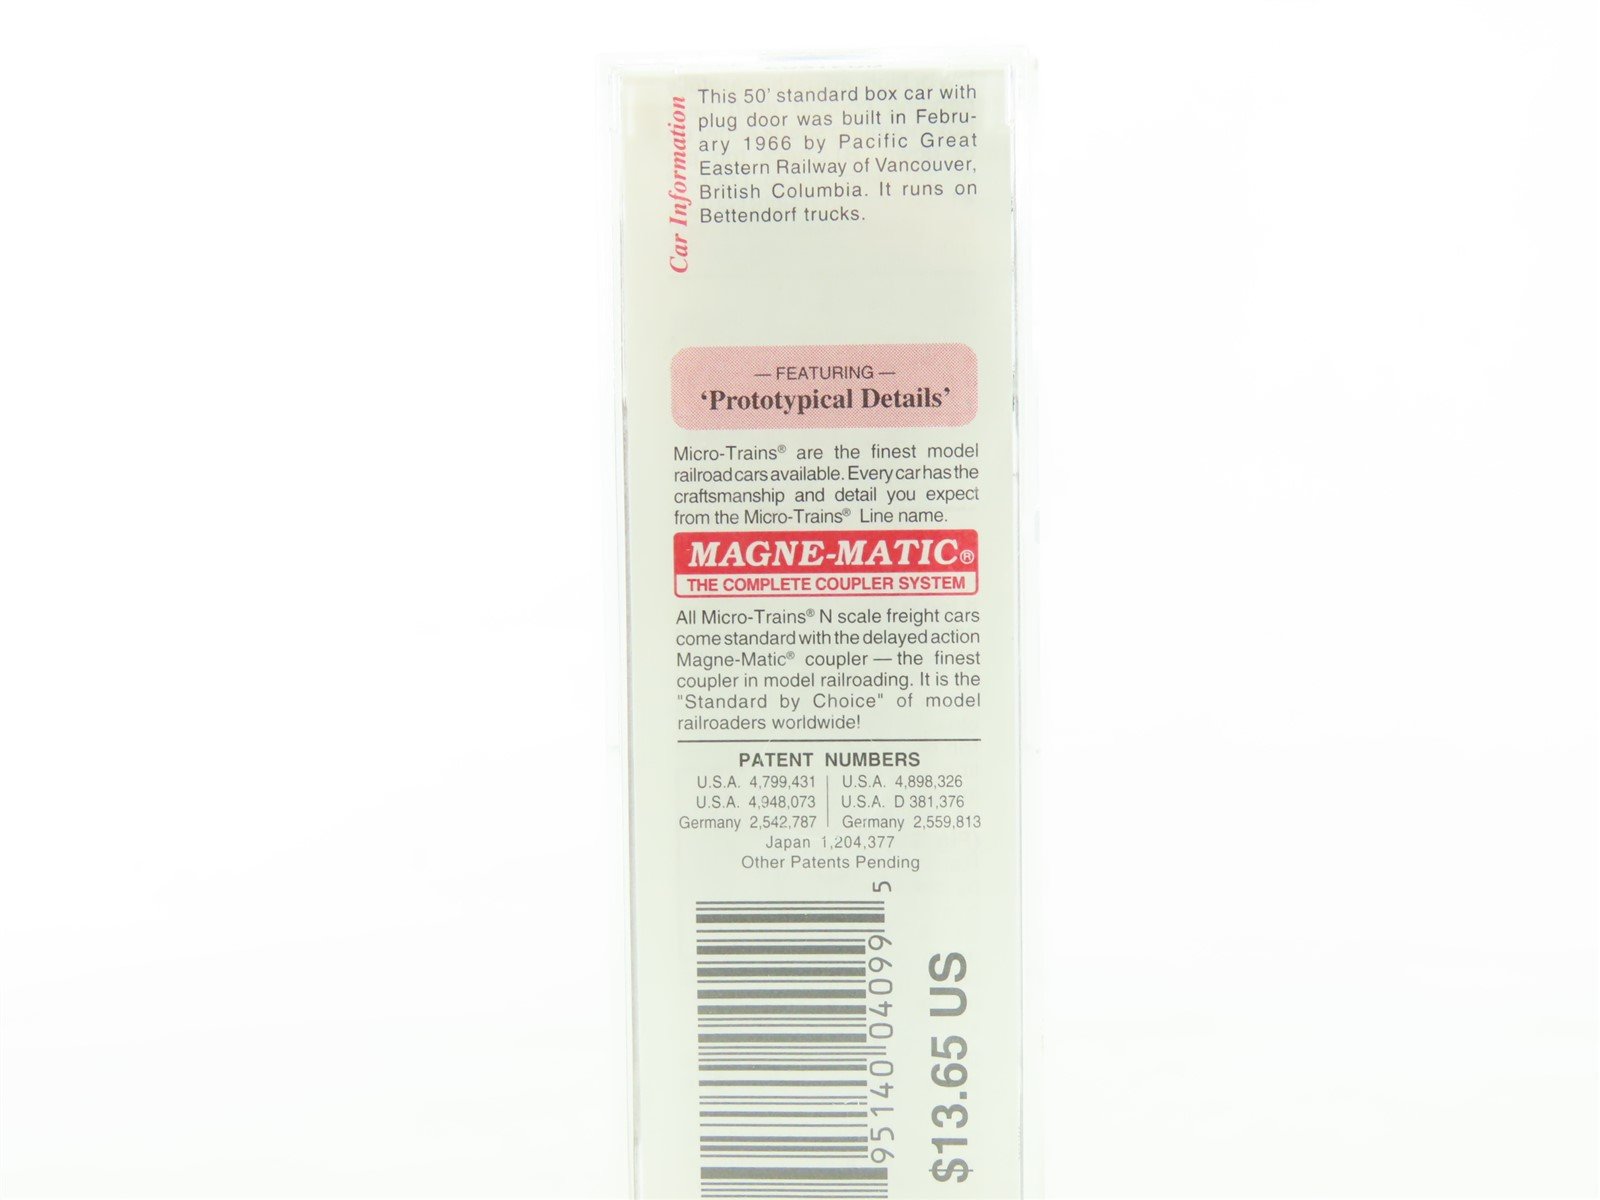 Car Information
This 50' standard box car with
plug door was built in Febru-
ary 1966 by Pacific Great
Eastern Railway of Vancouver,
British Columbia. It runs on
Bettendorf trucks.
— FEATURING —
‘Prototypical Details’
Micro-Trains® are the finest model
railroad cars available. Every car has the
craftsmanship and detail you expect
from the Micro-Trains® Line name.
MAGNE-MATIC®
THE COMPLETE COUPLER SYSTEM
All Micro-Trains® N scale freight cars
come standard with the delayed action
Magne-Matic® coupler — the finest
coupler in model railroading. It is the
"Standard by Choice" of model
railroaders worldwide!
PATENT NUMBERS
U.S.A. 4,799,431 | U.S.A. 4,898,326
U.S.A. 4,948,073 | U.S.A. D 381,376
Germany 2,542,787 | Germany 2,559,813
Japan 1,204,377
Other Patents Pending
95140 04099 5
$13.65 US